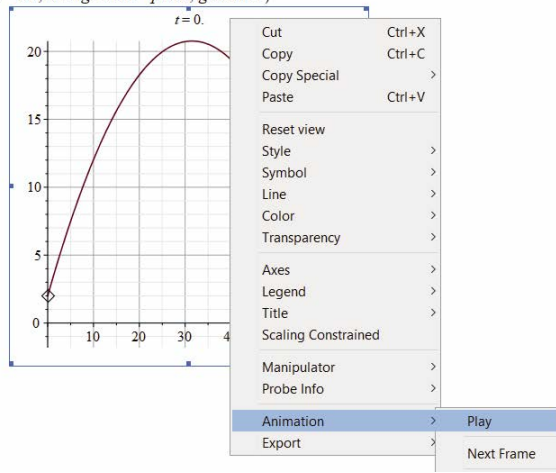 t = 0.
20
15
10
5
0
10
20
30
4
Cut Ctrl+X
Copy Ctrl+C
Copy Special
Paste Ctrl+V
Reset view
Style
Symbol
Line
Color
Transparency
Axes
Legend
Title
Scaling Constrained
Manipulator
Probe Info
Animation
Export
Play
Next Frame